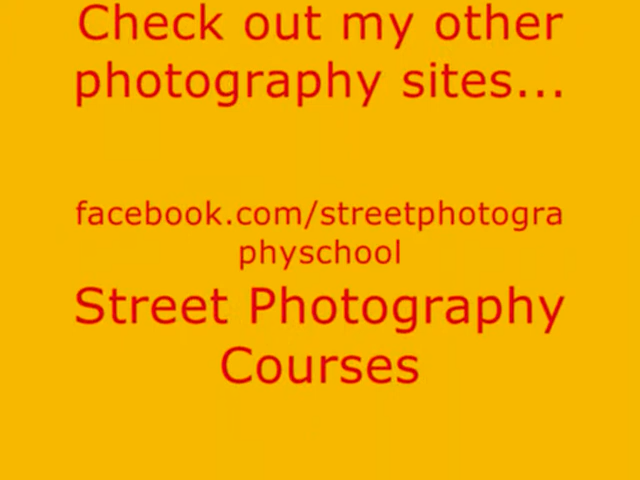 Check out my other
photography sites...
facebook.com/streetphotogra
physchool
Street Photography
Courses